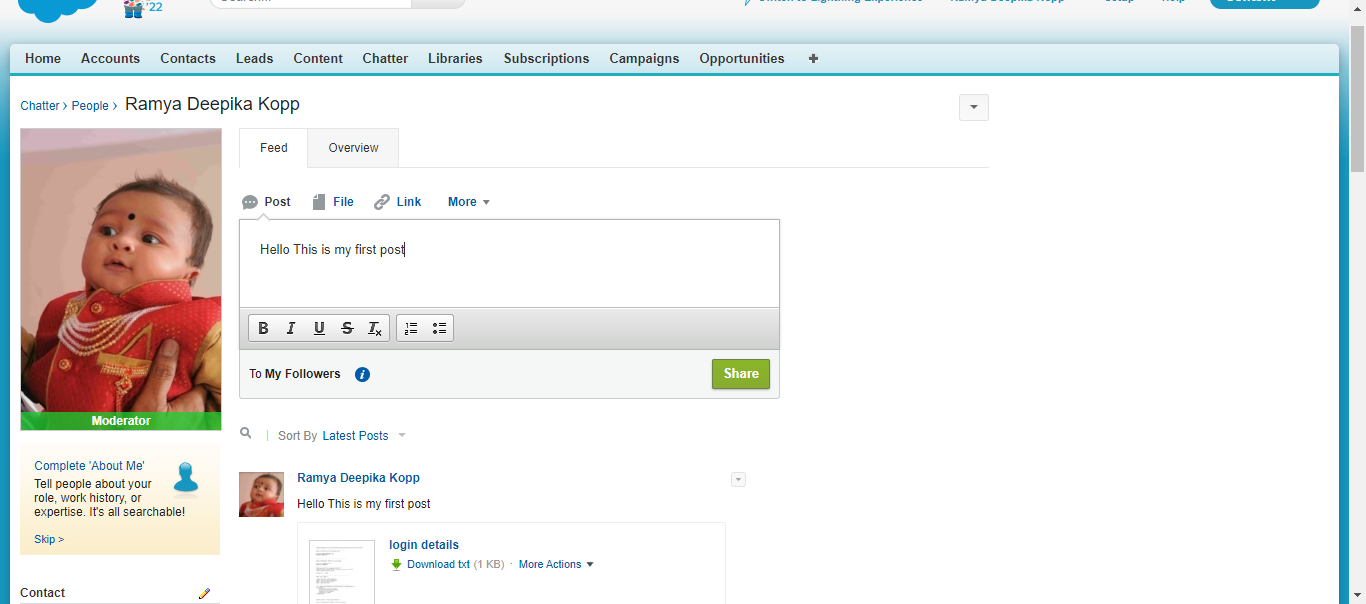 '22
Home Accounts Contacts Leads Content Chatter Libraries Subscriptions Campaigns Opportunities +
Chatter › People › Ramya Deepika Kopp
Feed Overview
Post File Link More
Hello This is my first post
B I U S Tx
To My Followers i
Share
Moderator
Sort By Latest Posts
Complete 'About Me'
Tell people about your
role, work history, or
expertise. It's all searchable!
Skip >
Ramya Deepika Kopp
Hello This is my first post
login details
Download txt (1 KB) · More Actions
Contact